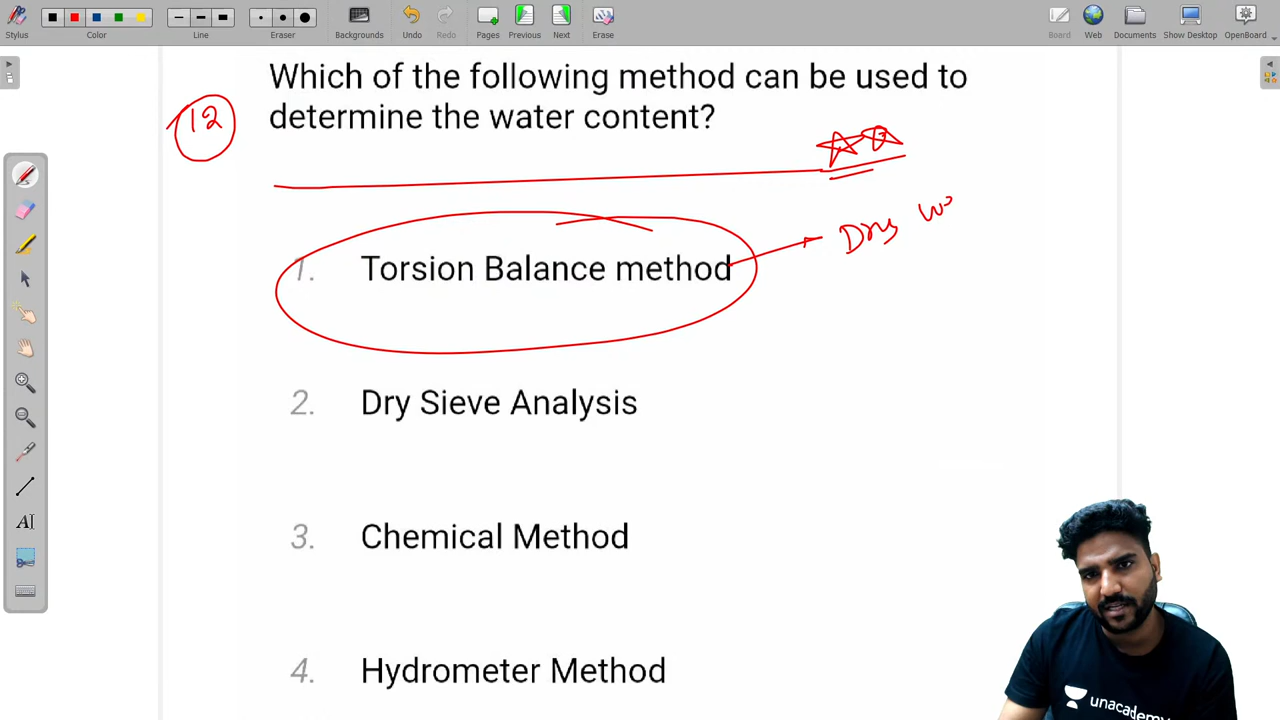 Stylus
Color
Line
Eraser
Backgrounds
Undo
Redo
Pages
Previous
Next
Erase
Board
Web
Documents
Show Desktop
OpenBoard
12
Which of the following method can be used to
determine the water content?
1. Torsion Balance method
Dry w
2. Dry Sieve Analysis
3. Chemical Method
4. Hydrometer Method
unacademy